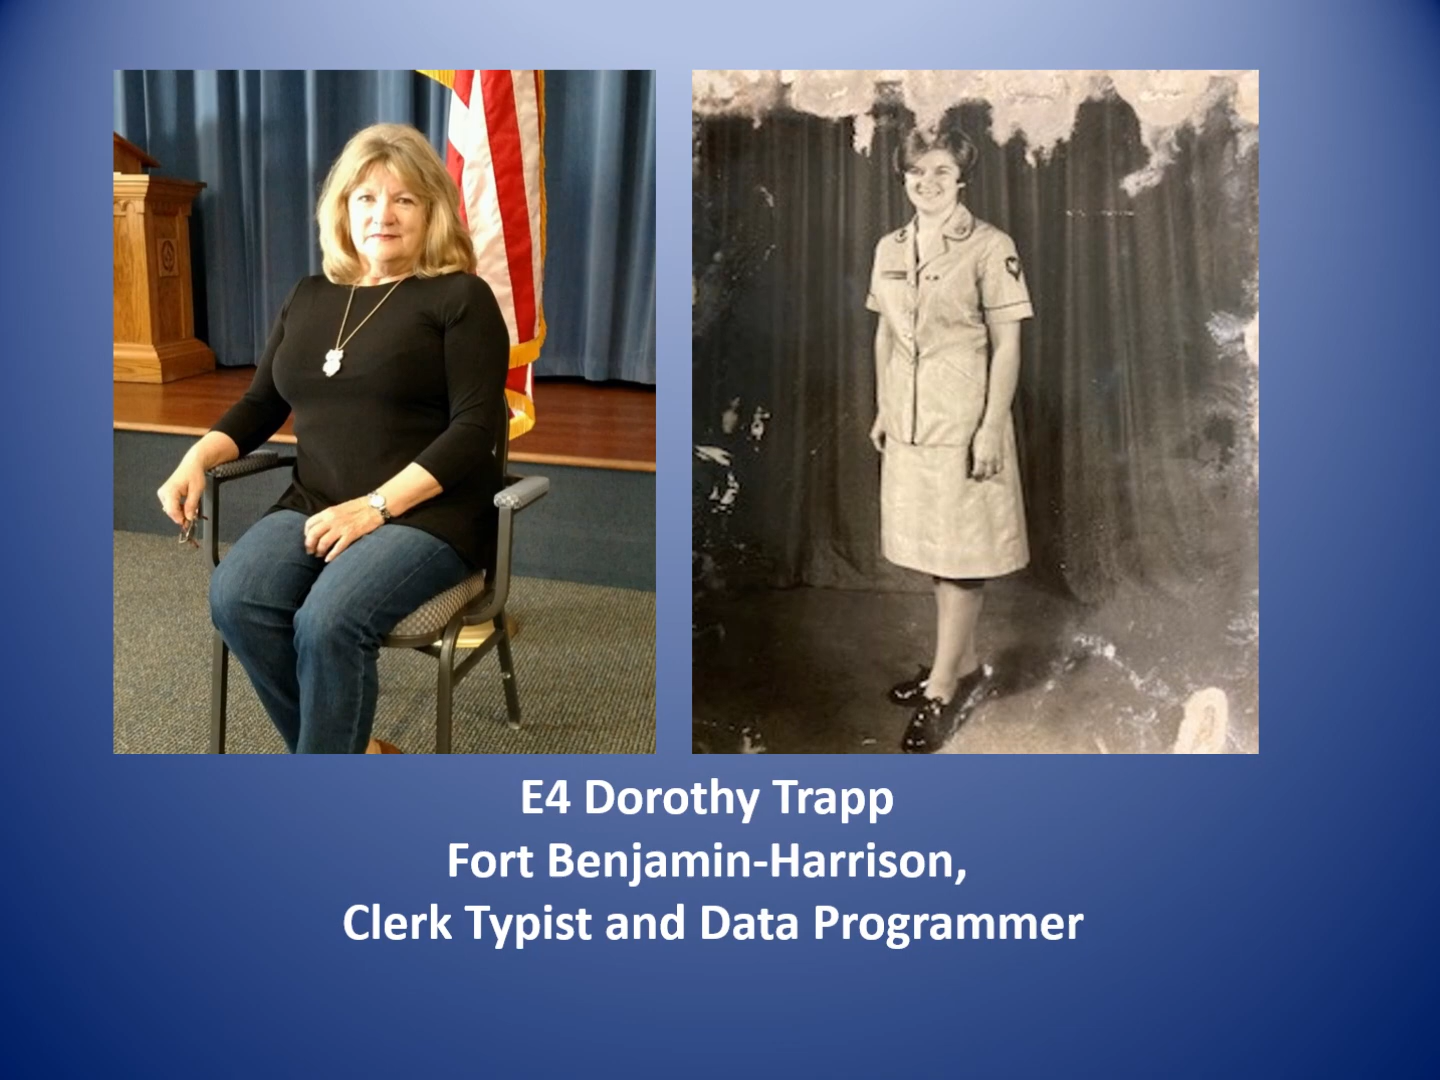 E4 Dorothy Trapp
Fort Benjamin-Harrison,
Clerk Typist and Data Programmer